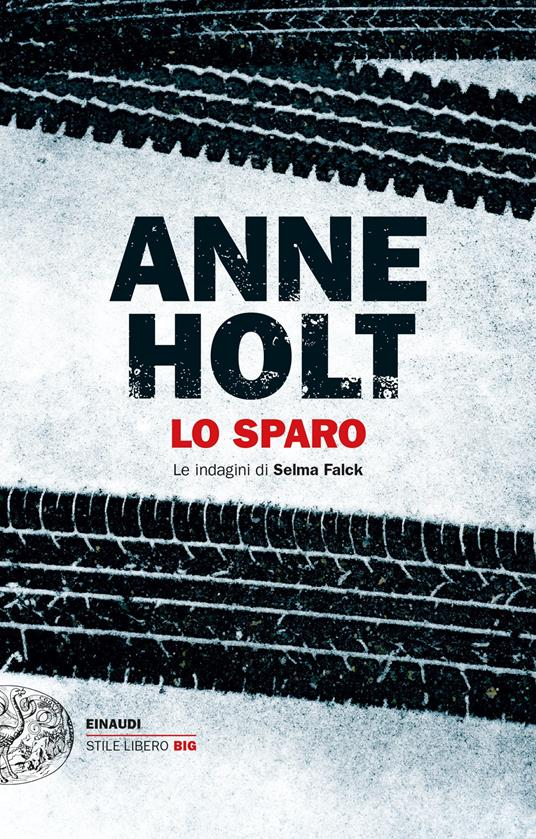 ANNE
HOLT
LO SPARO
Le indagini di Selma Falck
EINAUDI
STILE LIBERO BIG